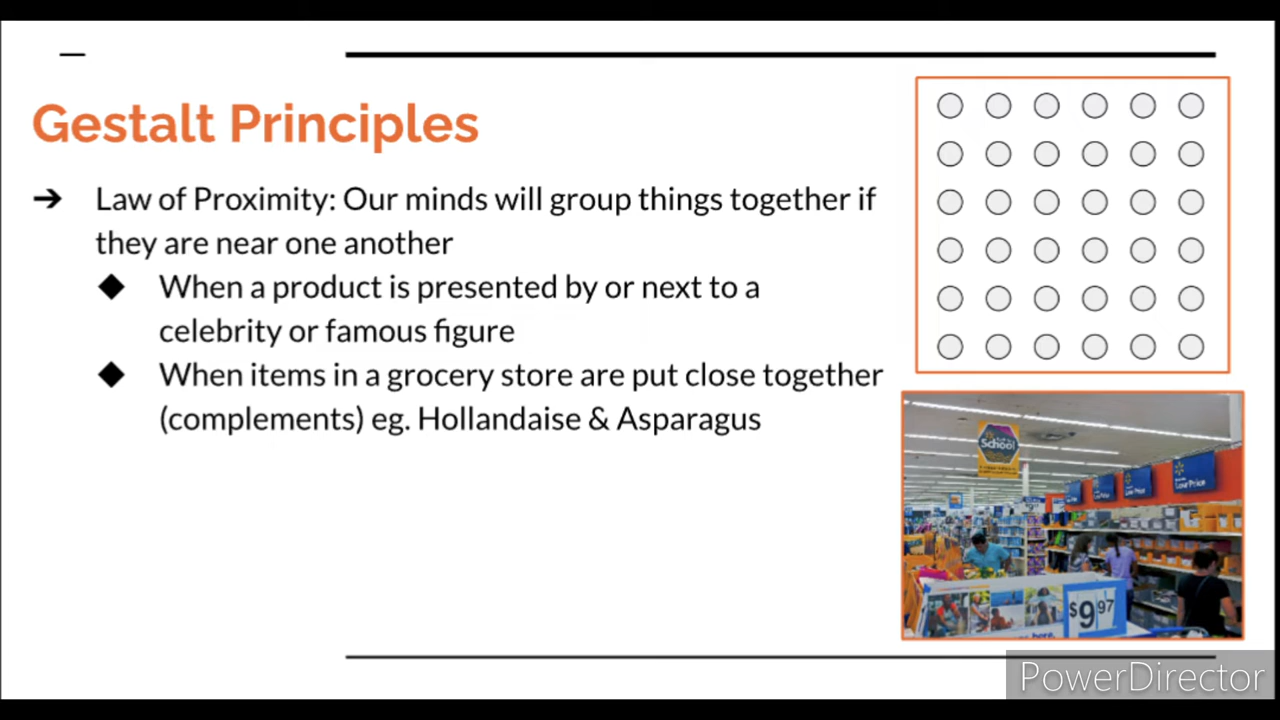 Gestalt Principles
➔ Law of Proximity: Our minds will group things together if
they are near one another
◆ When a product is presented by or next to a
celebrity or famous figure
◆ When items in a grocery store are put close together
(complements) eg. Hollandaise & Asparagus
School
Low Price
Low Price
$9 97
PowerDirector